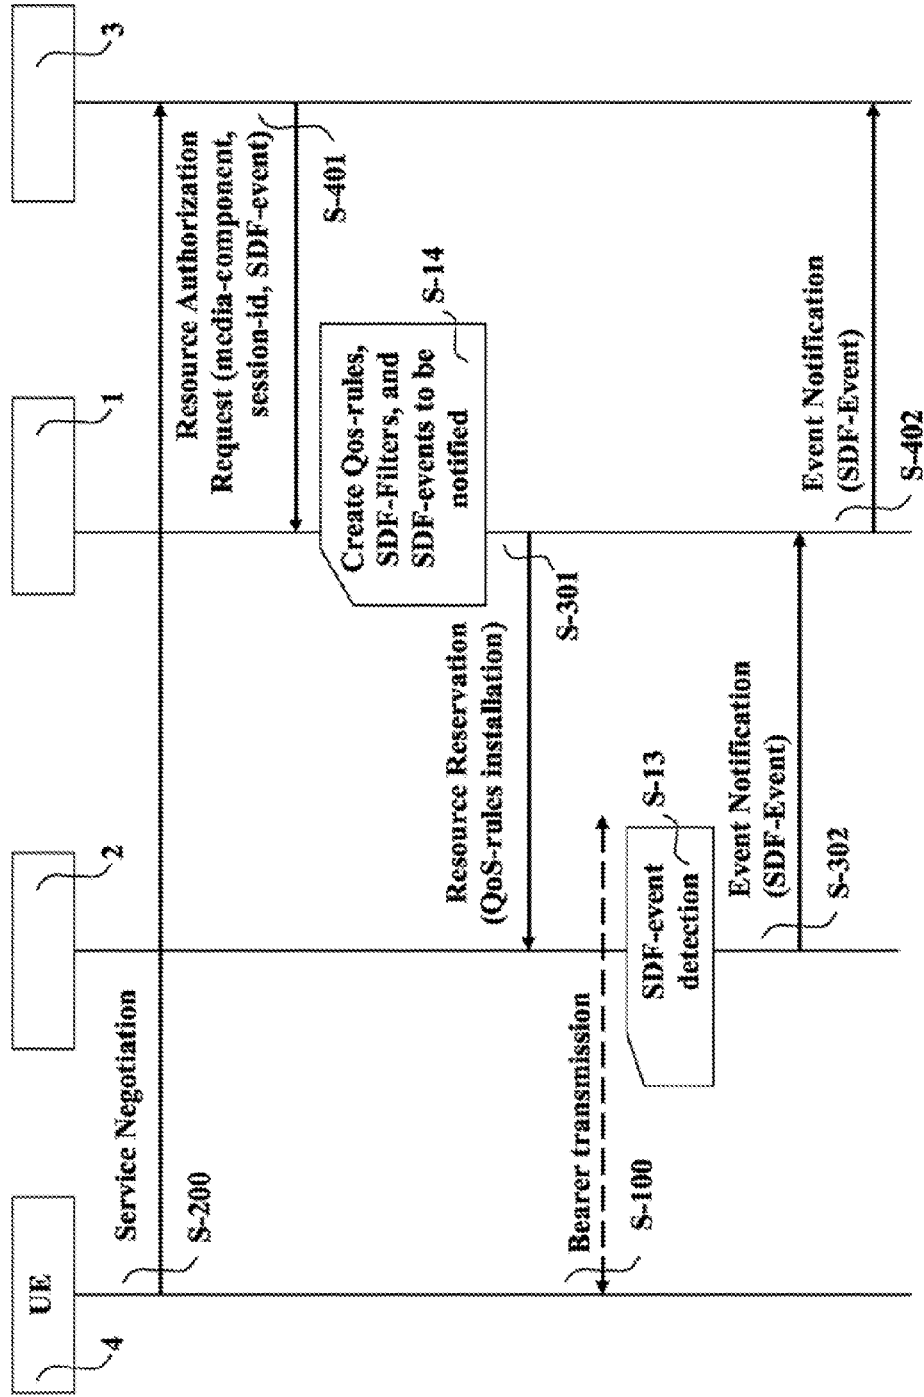 UE
4
2
1
3
Service Negotiation
S-200
Resource Authorization
Request (media-component,
session-id, SDF-event)
S-401
Create Qos-rules,
SDF-Filters, and
SDF-events to be
notified
S-14
Resource Reservation
(QoS-rules installation)
S-301
Bearer transmission
S-100
SDF-event
detection
S-13
Event Notification
(SDF-Event)
S-302
Event Notification
(SDF-Event)
S-402